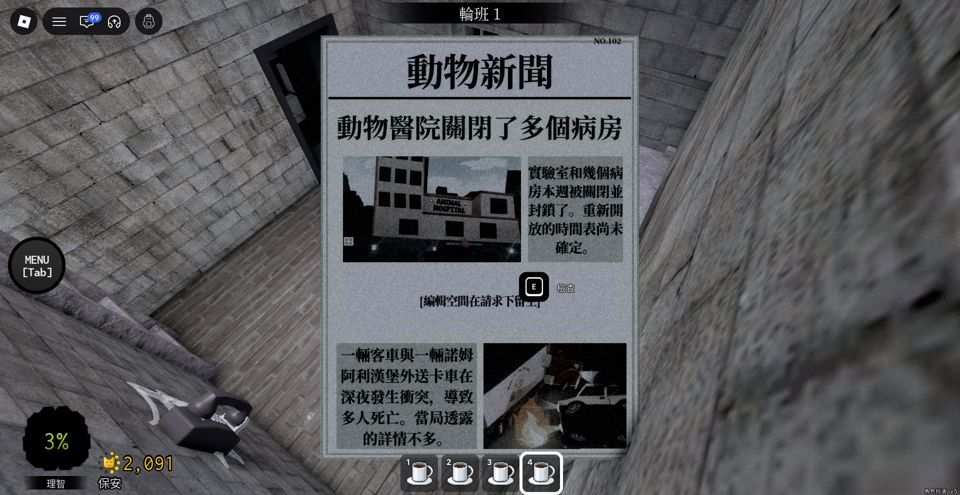 99
輪班 1
NO.102
動物新聞
動物醫院關閉了多個病房
ANIMAL
HOSPITAL
實驗室和幾個病
房本週被關閉並
封鎖了。重新開
放的時間表尚未
確定。
E
檢查
[編輯空間在請求下留空]
一輛客車與一輛諾姆
阿利漢堡外送卡車在
深夜發生衝突，導致
多人死亡。當局透露
的詳情不多。
MENU
[Tab]
3%
理智
2,091
保安
1
2
3
4